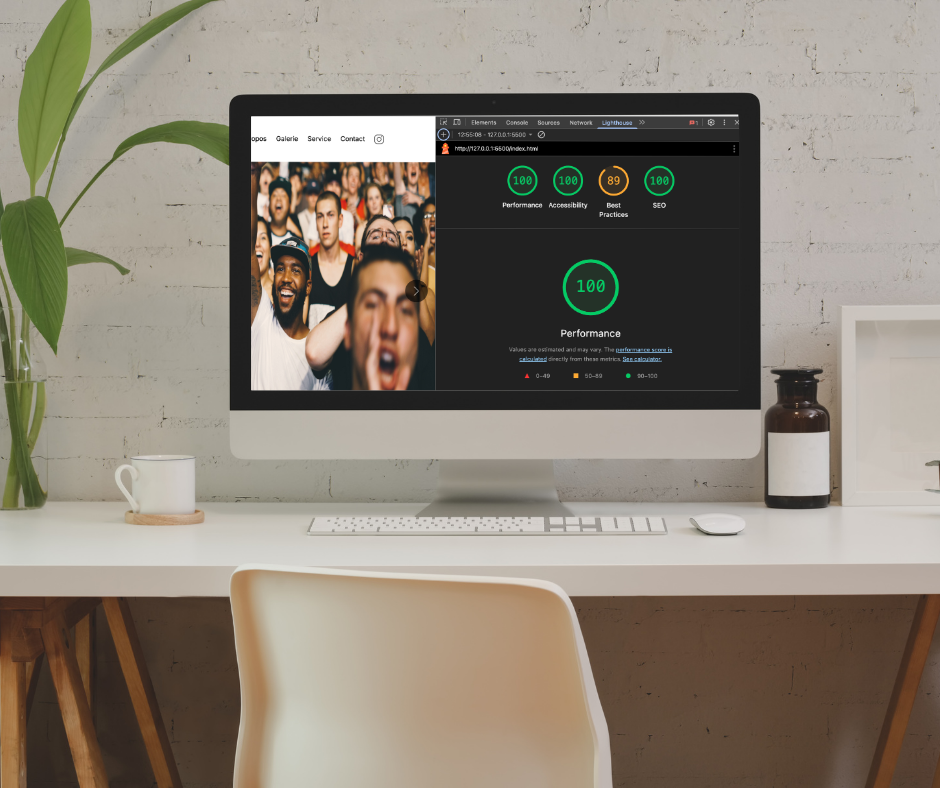 opos Galerie Service Contact
Elements Console Sources Network Lighthouse » 1
12:55:08 - 127.0.0.1:5500
http://127.0.0.1:5500/index.html
100 100 89 100
Performance Accessibility Best Practices SEO
100
Performance
Values are estimated and may vary. The performance score is
calculated directly from these metrics. See calculator.
0–49 50–89 90–100